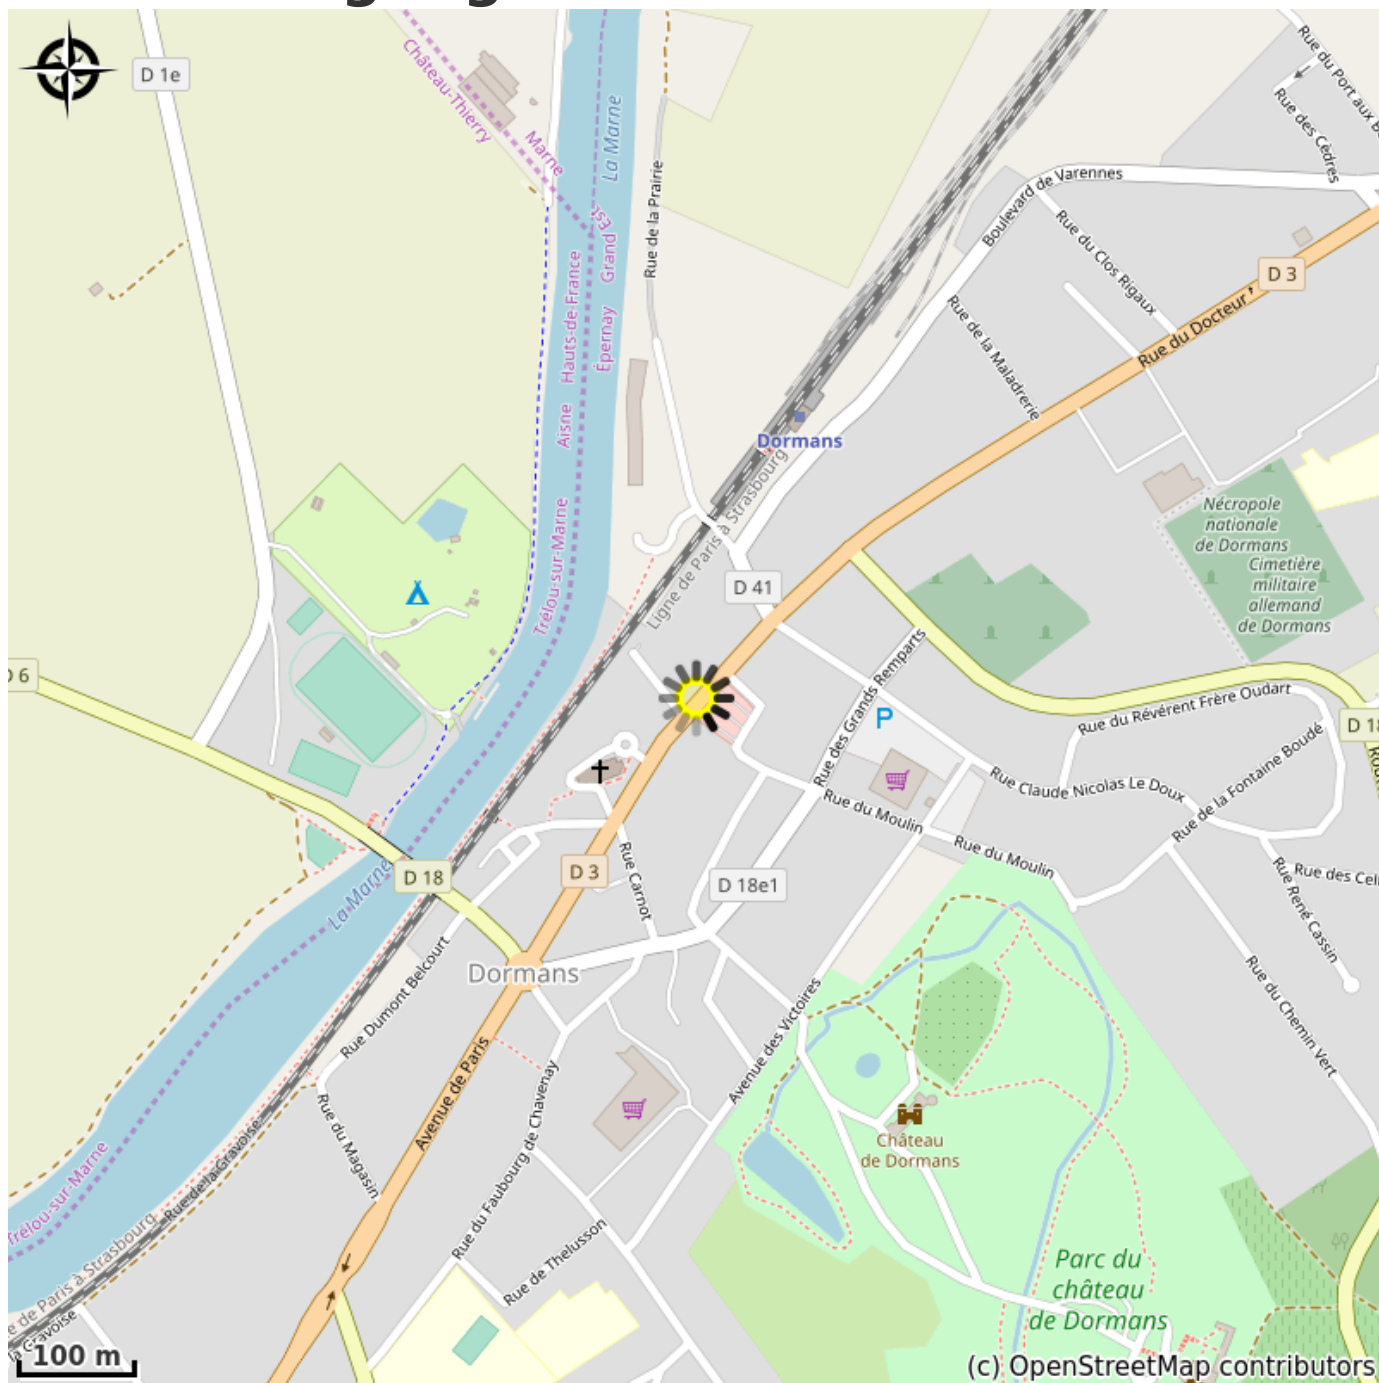 D 1e
Château-Thierry
Marne
La Marne
Grand Est
Hauts-de-France
Épernay
Aisne
Trélou-sur-Marne
Rue de la Prairie
Rue du Port aux B
Rue des Cèdres
Boulevard de Varennes
Rue du Clos Rigaux
D 3
Rue du Docteur
Rue de la Maladrerie
Dormans
Ligne de Paris à Strasbourg
Nécropole
nationale
de Dormans
Cimetière
militaire
allemand
de Dormans
D 41
D 6
P
Rue des Grands Remparts
Rue du Révérent Frère Oudart
D 18
Rue Claude Nicolas Le Doux
Rue de la Fontaine Boudé
Rue du Moulin
Rue du Moulin
Rue des Cel
Rue René Cassin
D 3
Rue Carnot
D 18e1
D 18
La Marne
Dormans
Rue Dumont Belcourt
Avenue de Paris
Avenue des Victoires
Rue du Chemin Vert
Rue du Faubourg de Chavenay
Rue du Magasin
Rue de la Gravoise
Château
de Dormans
Trélou-sur-Marne
e de Paris à Strasbourg
la Gravoise
Rue de Thelusson
Parc du
château
de Dormans
100 m
(c) OpenStreetMap contributors